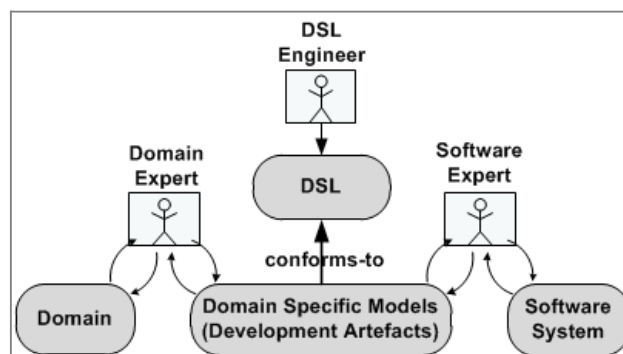 DSL
Engineer
Domain
Expert
Software
Expert
DSL
conforms-to
Domain
Domain Specific Models
(Development Artefacts)
Software
System